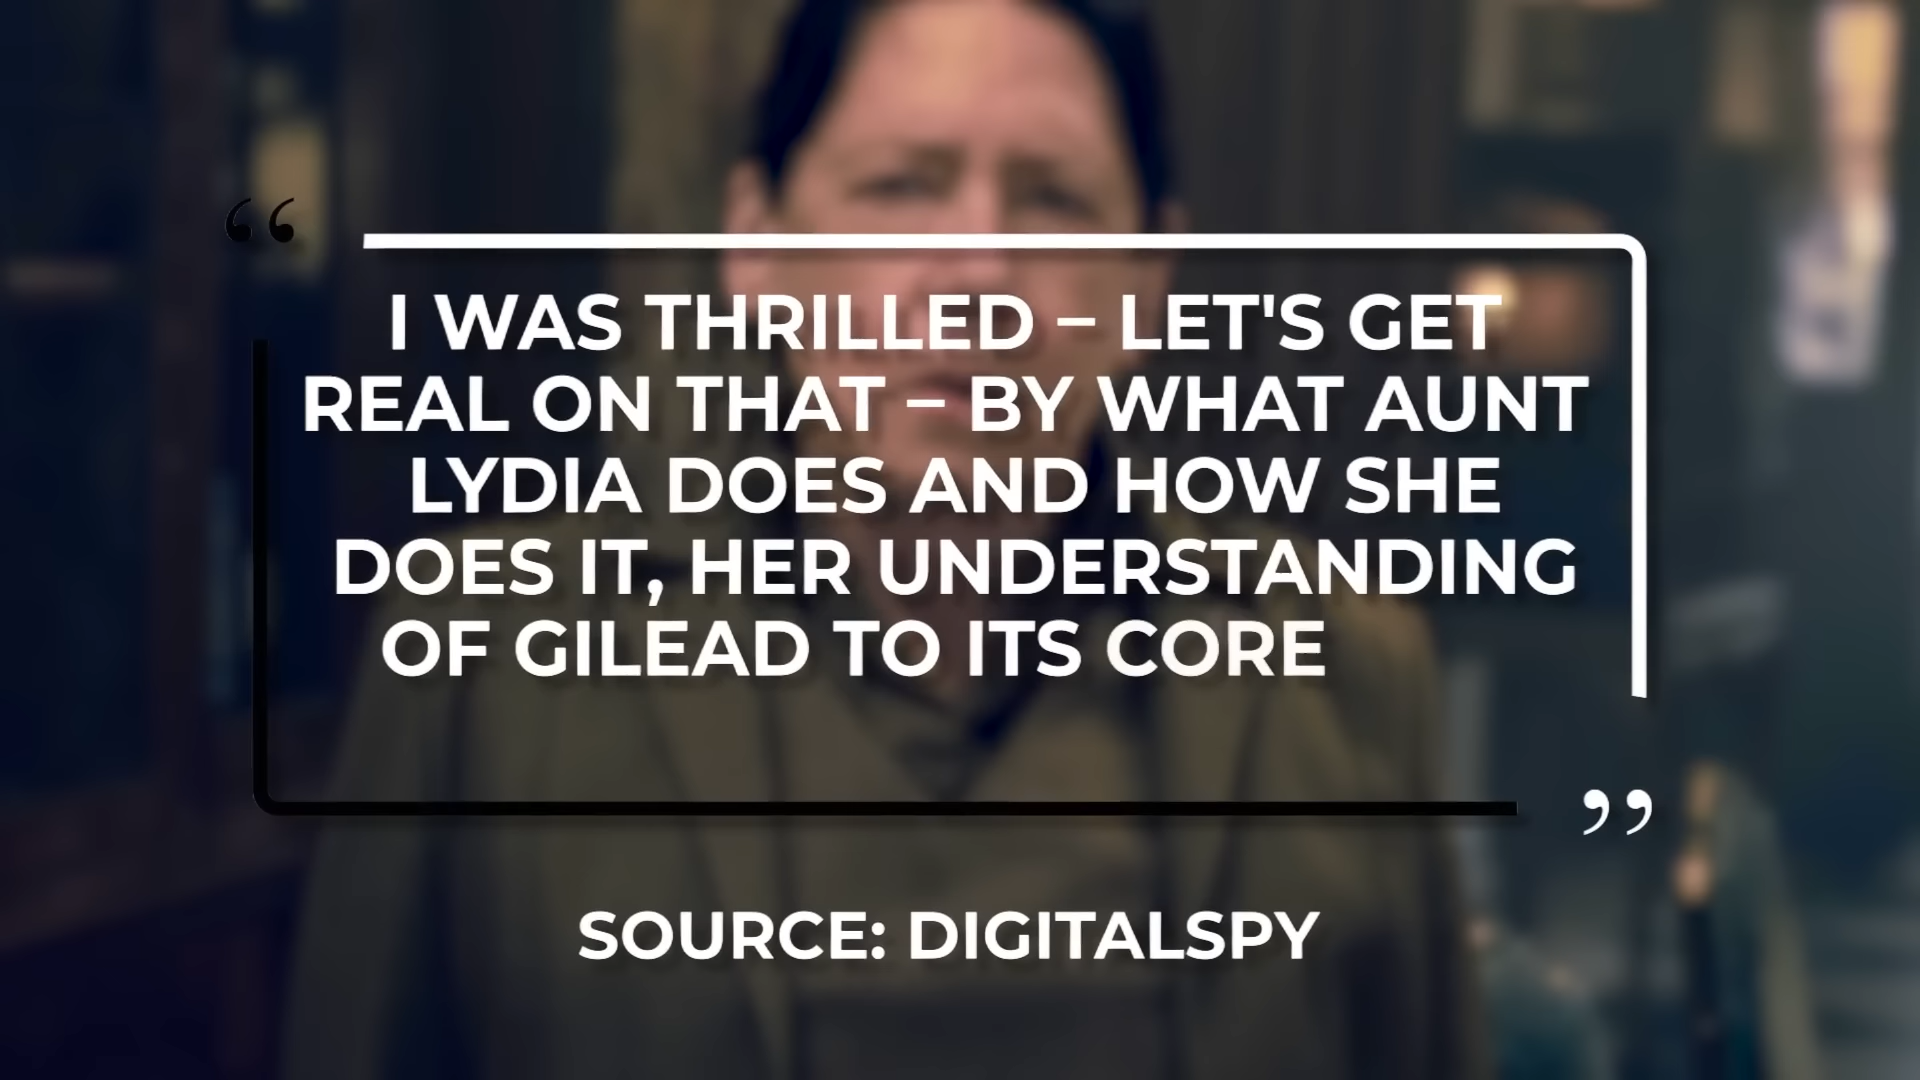 “
I WAS THRILLED – LET'S GET
REAL ON THAT – BY WHAT AUNT
LYDIA DOES AND HOW SHE
DOES IT, HER UNDERSTANDING
OF GILEAD TO ITS CORE
”
SOURCE: DIGITALSPY